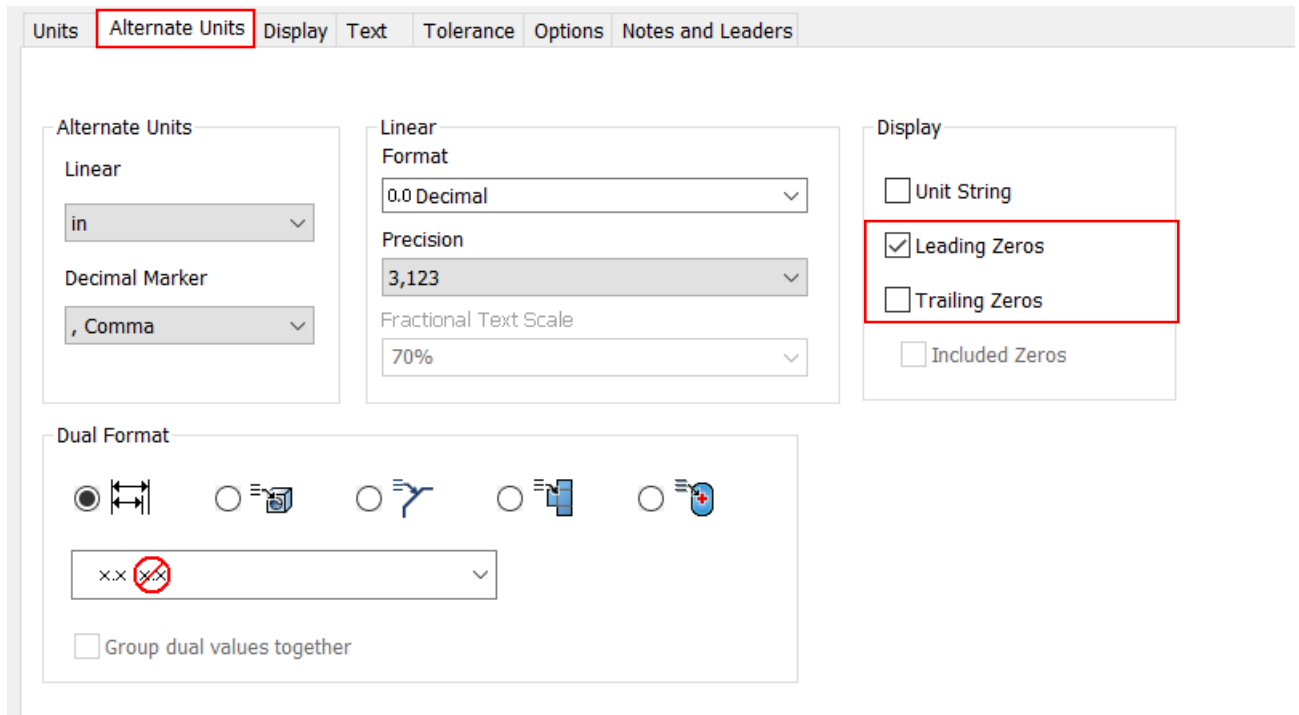 Units Alternate Units Display Text Tolerance Options Notes and Leaders
Alternate Units
Linear
in
Decimal Marker
, Comma
Linear
Format
0.0 Decimal
Precision
3,123
Fractional Text Scale
70%
Display
Unit String
Leading Zeros
Trailing Zeros
Included Zeros
Dual Format
x.x x.x
Group dual values together